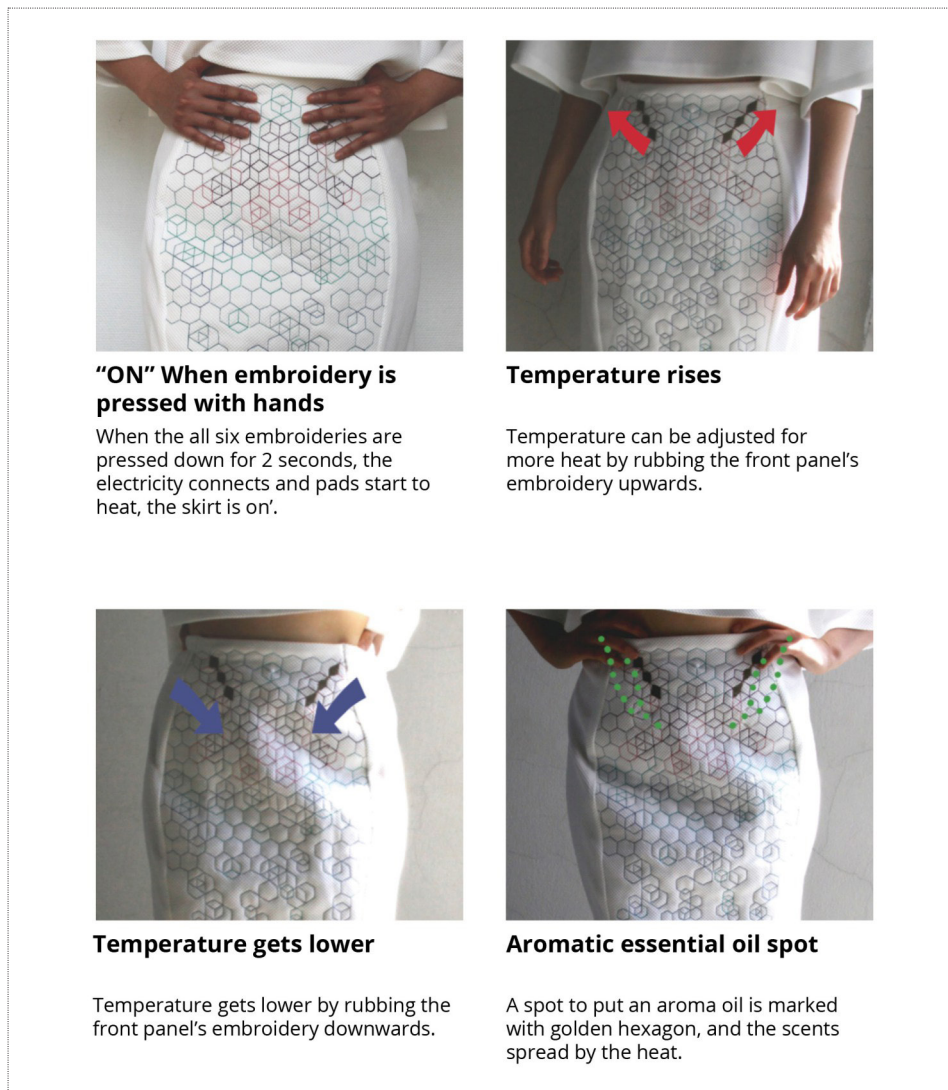 “ON” When embroidery is
pressed with hands
When the all six embroideries are
pressed down for 2 seconds, the
electricity connects and pads start to
heat, the skirt is on’.
Temperature rises
Temperature can be adjusted for
more heat by rubbing the front panel’s
embroidery upwards.
Temperature gets lower
Temperature gets lower by rubbing the
front panel’s embroidery downwards.
Aromatic essential oil spot
A spot to put an aroma oil is marked
with golden hexagon, and the scents
spread by the heat.